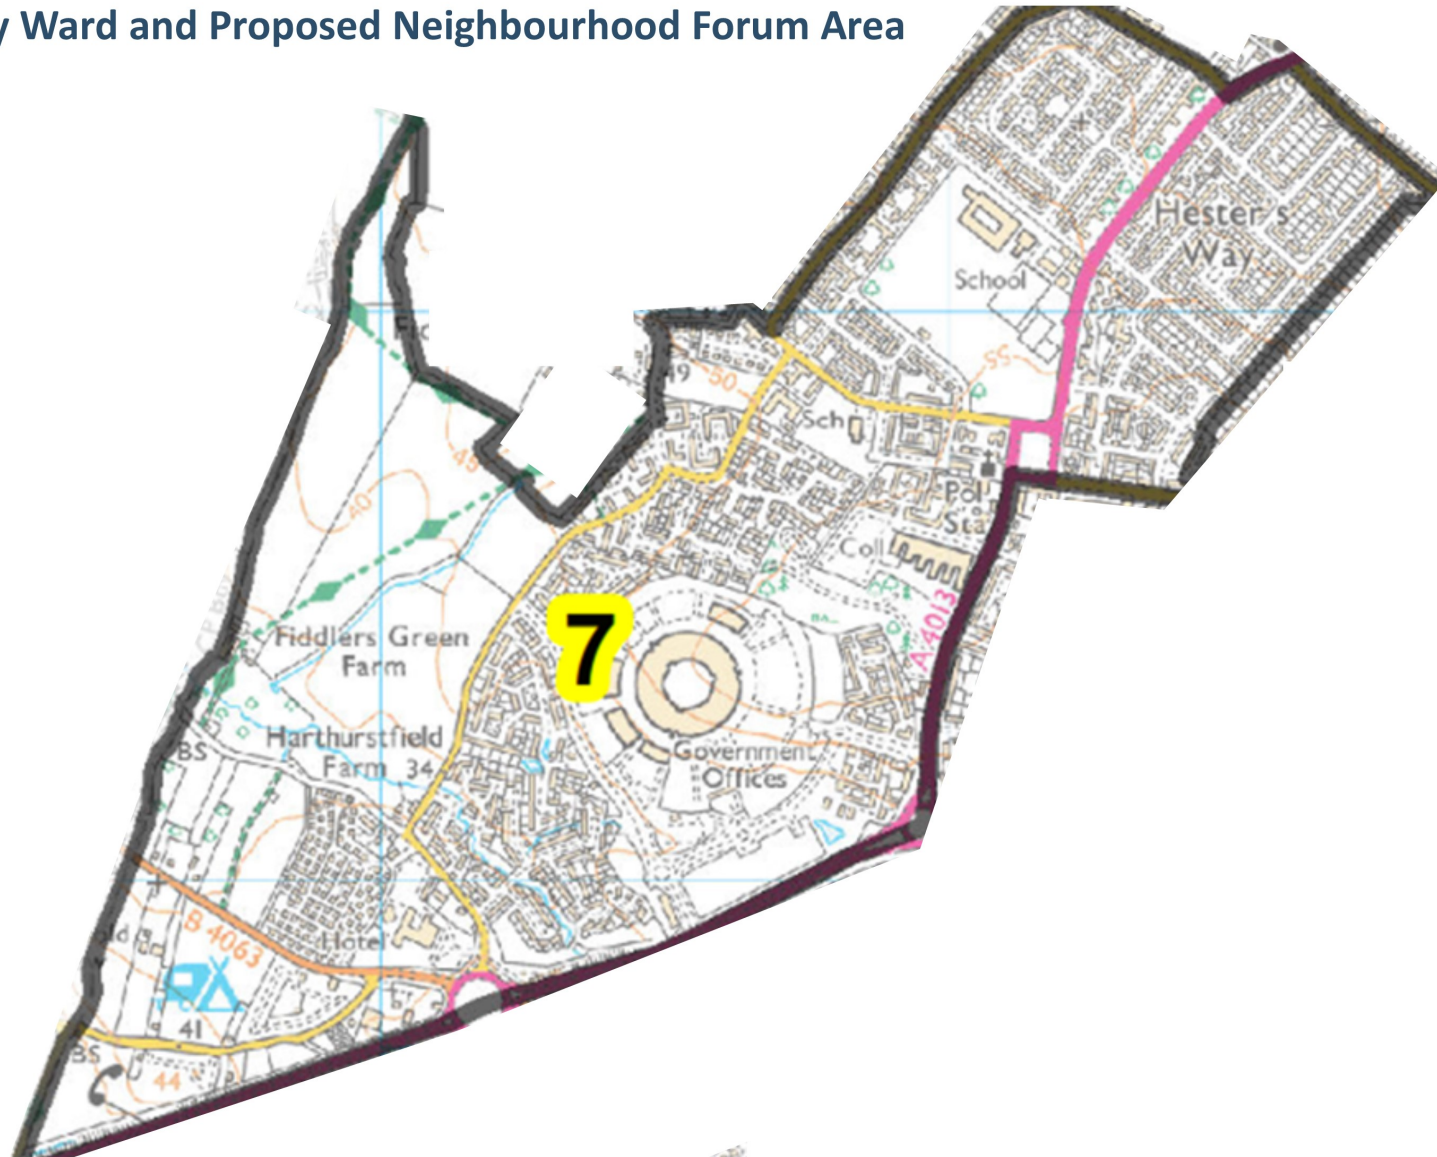 y Ward and Proposed Neighbourhood Forum Area
Hester's
Way
School
55
49
50
Sch
45
40
Pol
Sta
Coll
A 4013
7
Fiddlers Green
Farm
Harthurstfield
Farm 34
BS
Government
Offices
B 4063
Hotel
41
BS
44